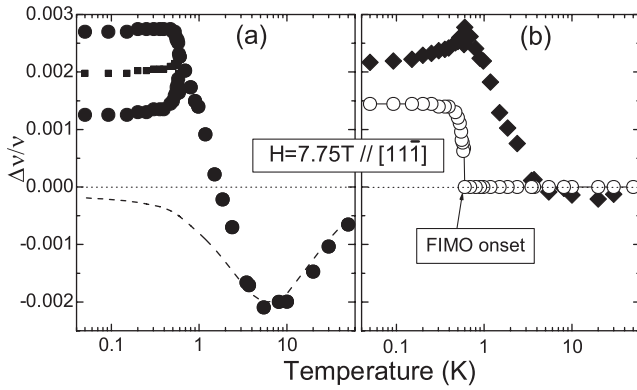 0.003
0.002
0.001
0.000
-0.001
-0.002
Δν/ν
(a)
(b)
H=7.75T // [111̄]
FIMO onset
0.1 1 10 0.1 1 10
Temperature (K)